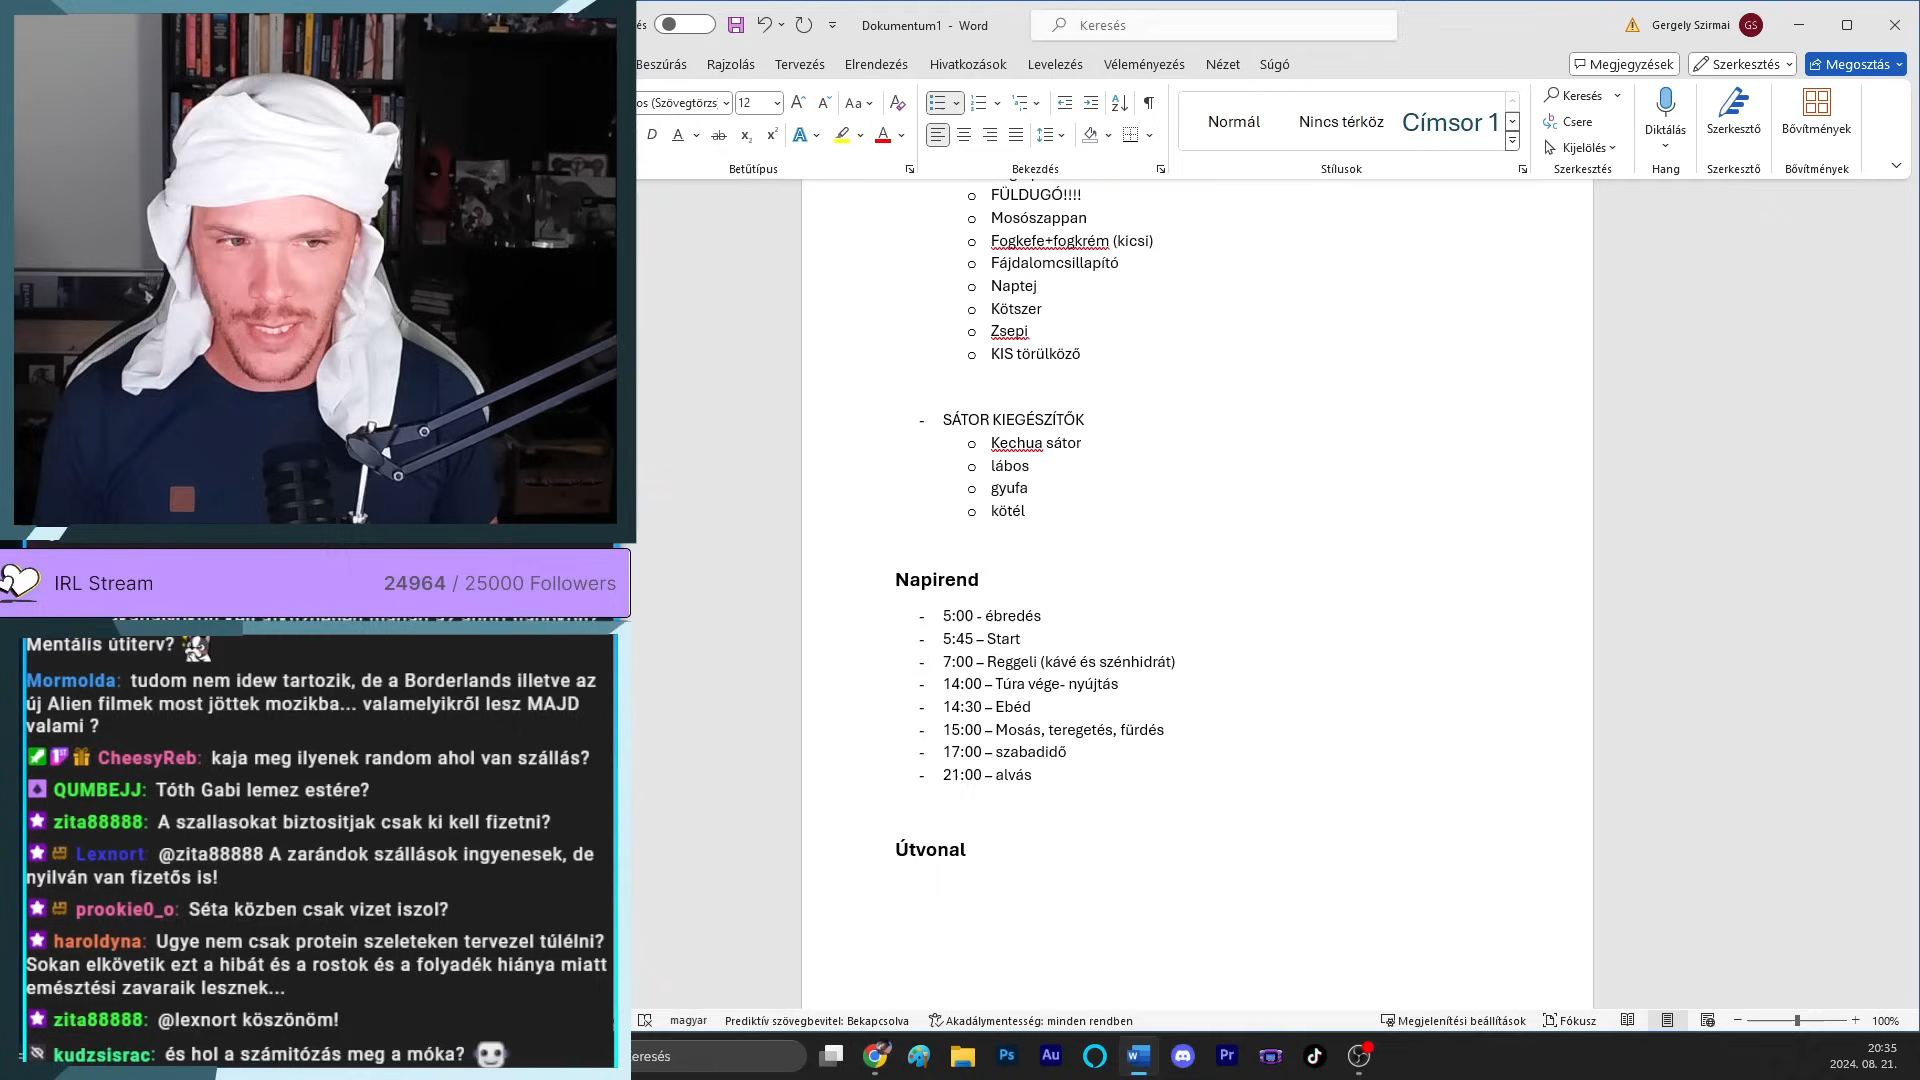 és
Dokumentum1 - Word
Keresés
Gergely Szirmai
GS
Beszúrás
Rajzolás
Tervezés
Elrendezés
Hivatkozások
Levelezés
Véleményezés
Nézet
Súgó
Megjegyzések
Szerkesztés
Megosztás
os (Szövegtörzs
12
Aa
Normál
Nincs térköz
Címsor 1
Keresés
Csere
Kijelölés
Diktálás
Szerkesztő
Bővítmények
Betűtípus
Bekezdés
Stílusok
Szerkesztés
Hang
Szerkesztő
Bővítmények
o FÜLDUGÓ!!!!
o Mosószappan
o Fogkefe+fogkrém (kicsi)
o Fájdalomcsillapító
o Naptej
o Kötszer
o Zsepi
o KIS törülköző
- SÁTOR KIEGÉSZÍTŐK
o Kechua sátor
o lábos
o gyufa
o kötél
Napirend
- 5:00 - ébredés
- 5:45 – Start
- 7:00 – Reggeli (kávé és szénhidrát)
- 14:00 – Túra vége- nyújtás
- 14:30 – Ebéd
- 15:00 – Mosás, teregetés, fürdés
- 17:00 – szabadidő
- 21:00 – alvás
Útvonal
IRL Stream
24964 / 25000 Followers
Mentális útiterv?
Mormolda: tudom nem idew tartozik, de a Borderlands illetve az
új Alien filmek most jöttek mozikba... valamelyikről lesz MAJD
valami ?
CheesyReb: kaja meg ilyenek random ahol van szállás?
QUMBEJJ: Tóth Gabi lemez estére?
zita88888: A szallasokat biztositjak csak ki kell fizetni?
Lexnort: @zita88888 A zarándok szállások ingyenesek, de
nyilván van fizetős is!
prookie0_o: Séta közben csak vizet iszol?
haroldyna: Ugye nem csak protein szeleteken tervezel túlélni?
Sokan elkövetik ezt a hibát és a rostok és a folyadék hiánya miatt
emésztési zavaraik lesznek...
zita88888: @lexnort köszönöm!
kudzsisrac: és hol a számitózás meg a móka?
magyar
Prediktív szövegbevitel: Bekapcsolva
Akadálymentesség: minden rendben
Megjelenítési beállítások
Fókusz
100%
eresés
Ps
Au
Pr
20:35
2024. 08. 21.